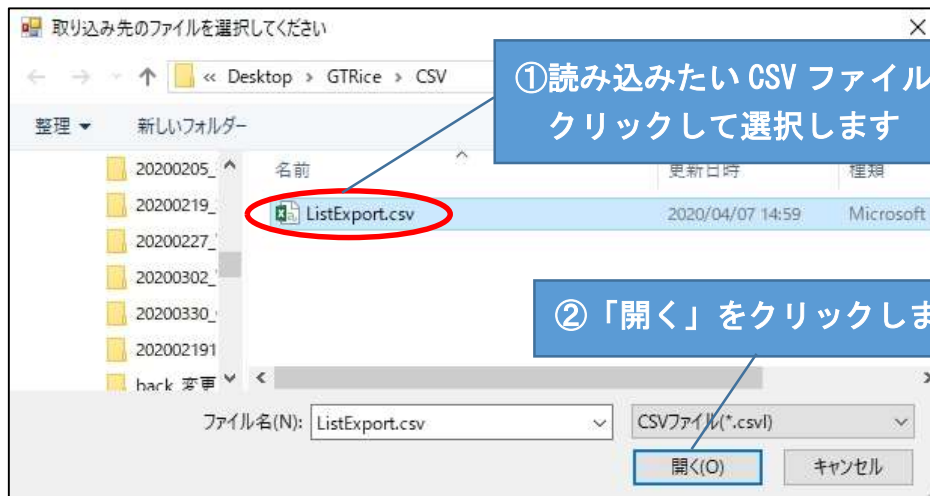 取り込み先のファイルを選択してください
« Desktop › GTRice › CSV
①読み込みたい CSV ファイル
クリックして選択します
整理 新しいフォルダー
名前 更新日時 種類
20200205_
20200219_
20200227_
20200302_
20200330_
202002191
back 変更
ListExport.csv 2020/04/07 14:59 Microsoft
②「開く」をクリックしま
ファイル名(N): ListExport.csv CSVファイル(*.csvl)
開く(O) キャンセル